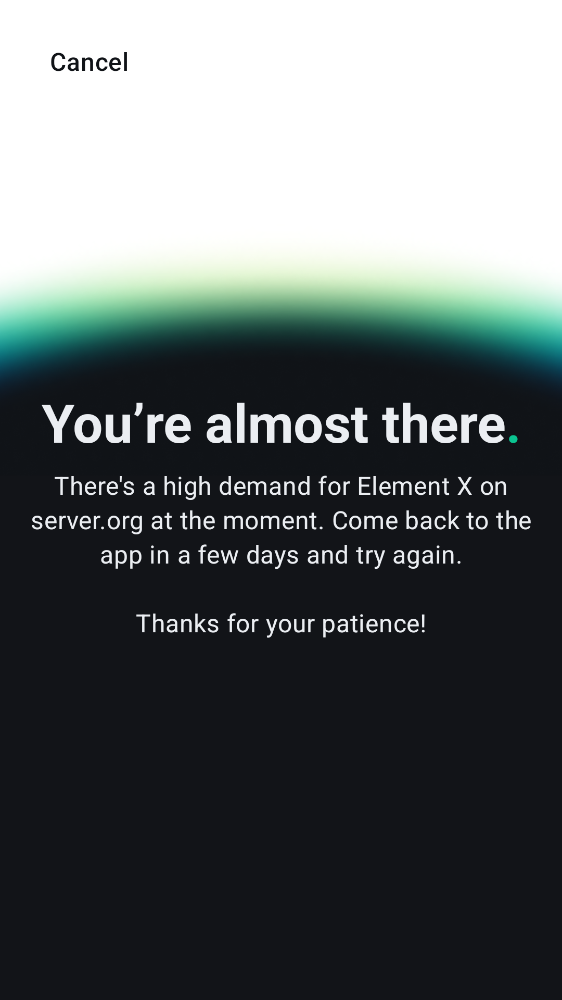 Cancel
You’re almost there.
There's a high demand for Element X on
server.org at the moment. Come back to the
app in a few days and try again.
Thanks for your patience!